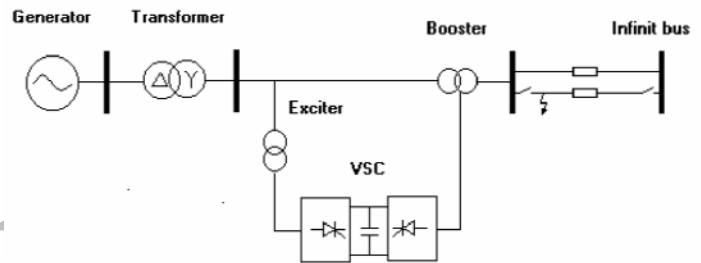 Generator
Transformer
Booster
Infinit bus
Δ
Y
Exciter
VSC